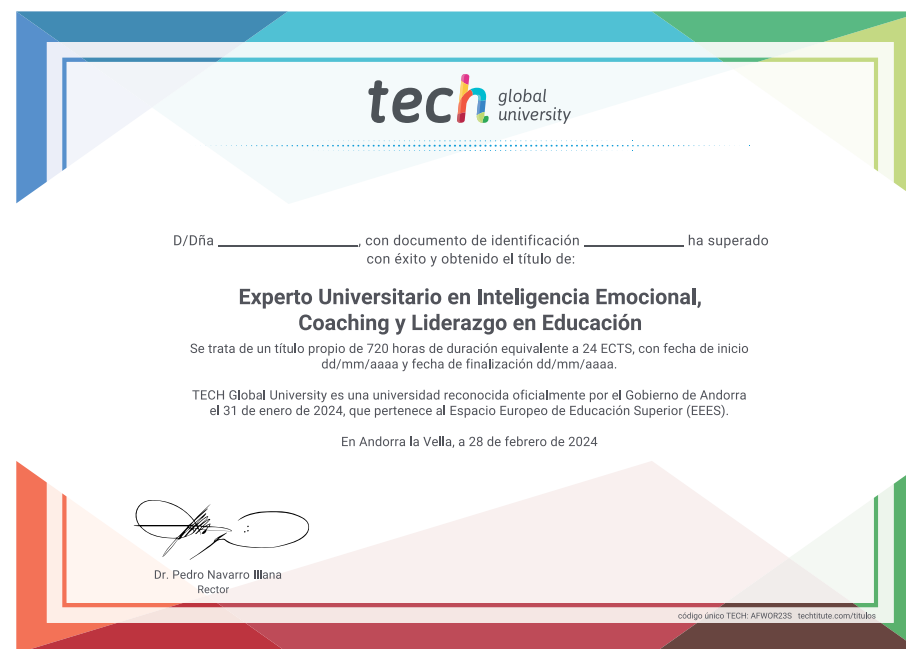 tech global university
D/Dña ______________, con documento de identificación ______________ ha superado
con éxito y obtenido el título de:
Experto Universitario en Inteligencia Emocional,
Coaching y Liderazgo en Educación
Se trata de un título propio de 720 horas de duración equivalente a 24 ECTS, con fecha de inicio
dd/mm/aaaa y fecha de finalización dd/mm/aaaa.
TECH Global University es una universidad reconocida oficialmente por el Gobierno de Andorra
el 31 de enero de 2024, que pertenece al Espacio Europeo de Educación Superior (EEES).
En Andorra la Vella, a 28 de febrero de 2024
Dr. Pedro Navarro Illana
Rector
código único TECH: AFWOR23S techtitute.com/titulos